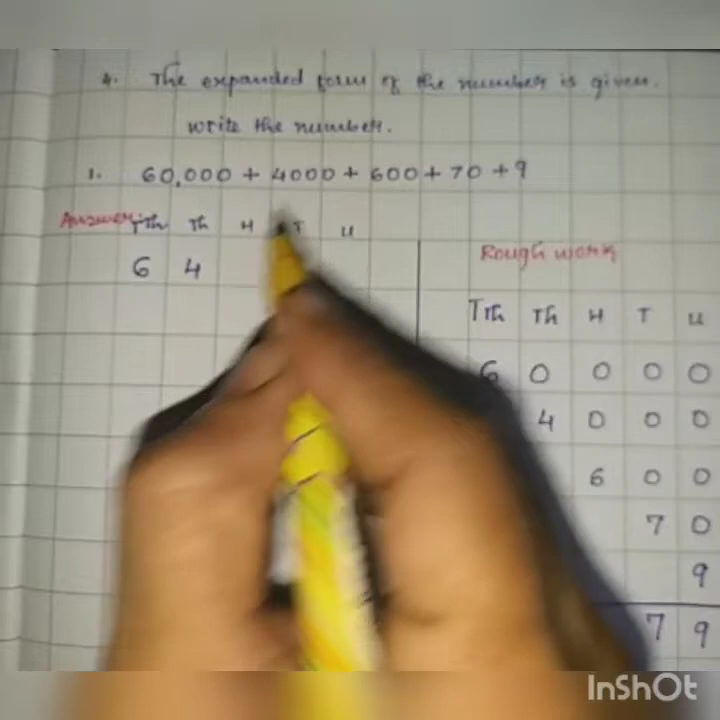 4. The expanded form of the number is given.
write the number.
1. 60,000 + 4000 + 600 + 70 + 9
Answer: Tth Th H T U
6 4
Rough work
Tth Th H T U
6 0 0 0 0
4 0 0 0
6 0 0
7 0
9
7 9
InShOt